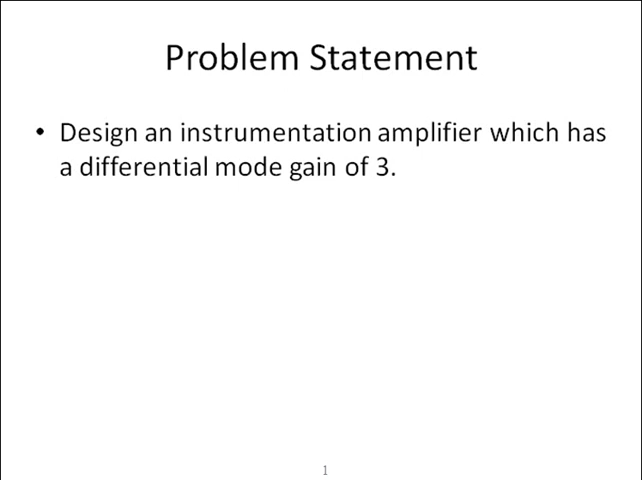 Problem Statement
• Design an instrumentation amplifier which has
a differential mode gain of 3.
1